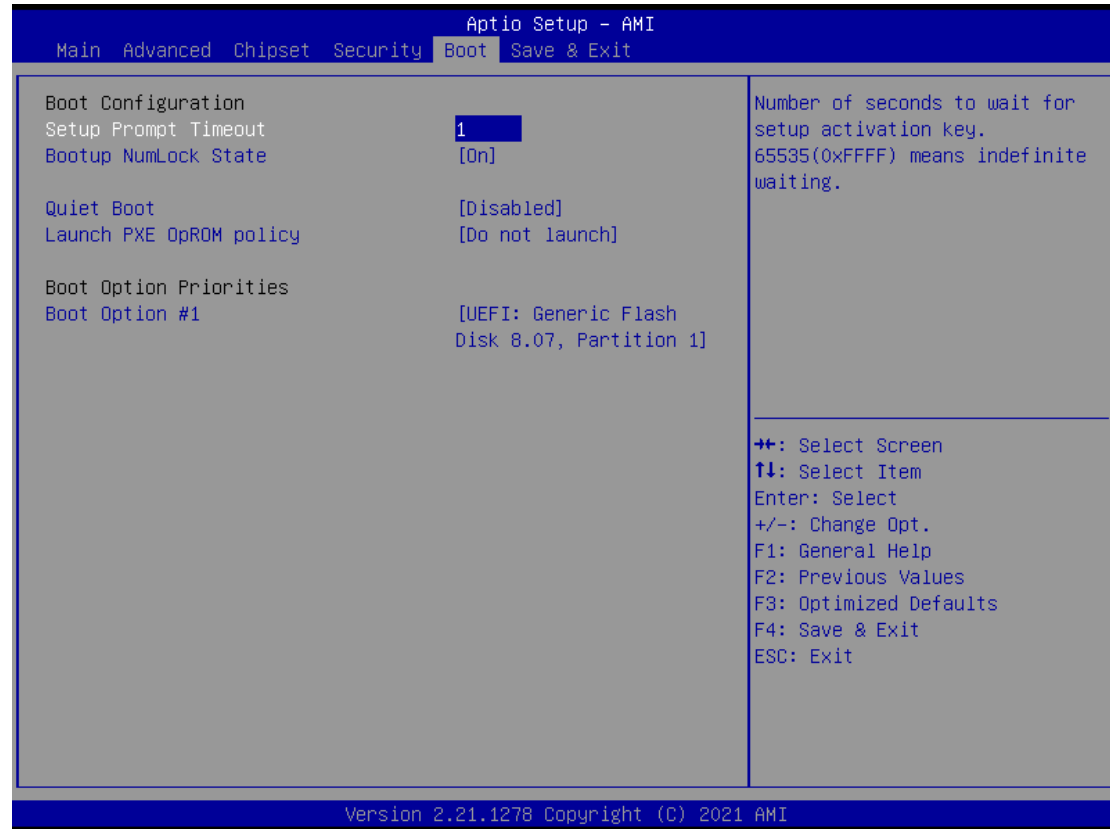 Aptio Setup - AMI
Main Advanced Chipset Security Boot Save & Exit
Boot Configuration
Setup Prompt Timeout 1
Bootup NumLock State [On]
Quiet Boot [Disabled]
Launch PXE OpROM policy [Do not launch]
Boot Option Priorities
Boot Option #1 [UEFI: Generic Flash
Disk 8.07, Partition 1]
Number of seconds to wait for
setup activation key.
65535(0xFFFF) means indefinite
waiting.
→←: Select Screen
↑↓: Select Item
Enter: Select
+/-: Change Opt.
F1: General Help
F2: Previous Values
F3: Optimized Defaults
F4: Save & Exit
ESC: Exit
Version 2.21.1278 Copyright (C) 2021 AMI